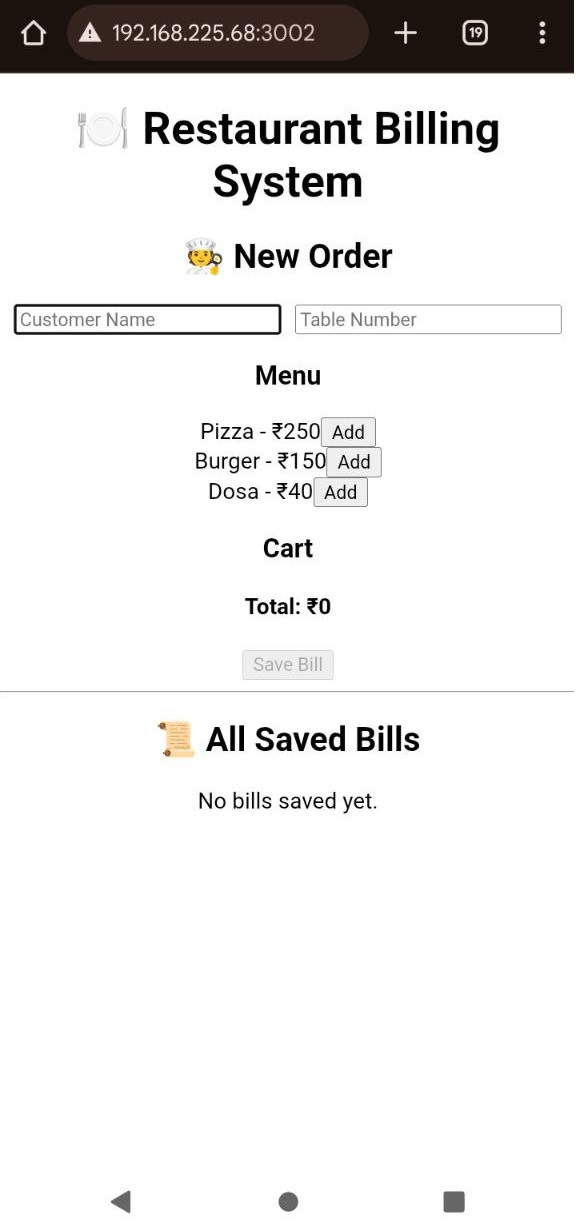 192.168.225.68:3002
19
🍽️ Restaurant Billing
System
🧑‍🍳 New Order
Customer Name Table Number
Menu
Pizza - ₹250 Add
Burger - ₹150 Add
Dosa - ₹40 Add
Cart
Total: ₹0
Save Bill
📜 All Saved Bills
No bills saved yet.